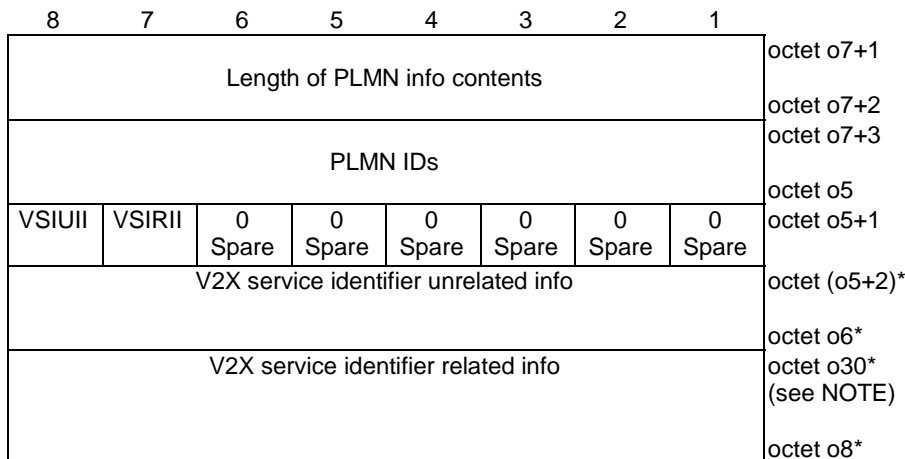 8 7 6 5 4 3 2 1
octet o7+1
Length of PLMN info contents
octet o7+2
octet o7+3
PLMN IDs
octet o5
VSIUII VSIRII 0 0 0 0 0 0 octet o5+1
Spare Spare Spare Spare Spare Spare
V2X service identifier unrelated info octet (o5+2)*
octet o6*
V2X service identifier related info octet o30*
(see NOTE)
octet o8*